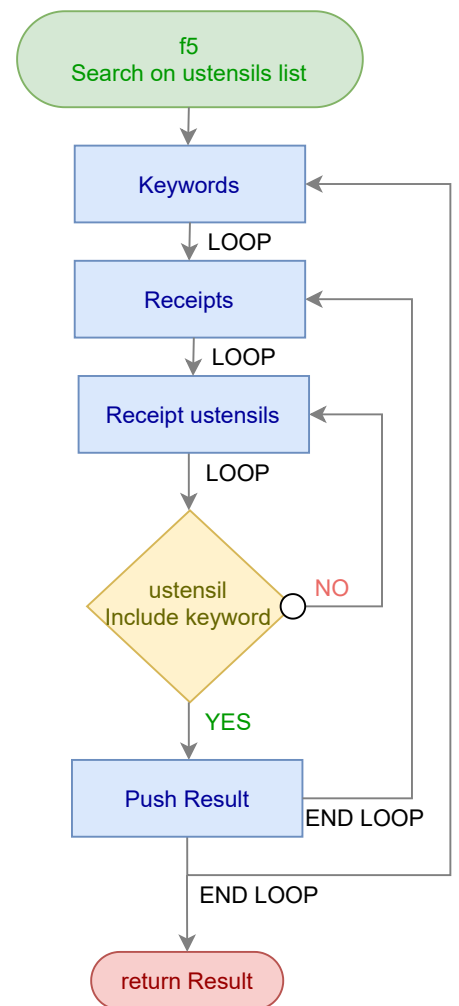 f5
Search on ustensils list
Keywords
LOOP
Receipts
LOOP
Receipt ustensils
LOOP
ustensil
Include keyword
NO
YES
Push Result
END LOOP
END LOOP
return Result